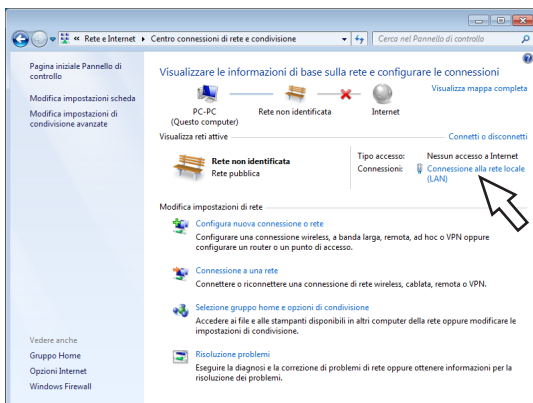 « Rete e Internet ▸ Centro connessioni di rete e condivisione
Cerca nel Pannello di controllo
Pagina iniziale Pannello di
controllo
Modifica impostazioni scheda
Modifica impostazioni di
condivisione avanzate
Visualizzare le informazioni di base sulla rete e configurare le connessioni
Visualizza mappa completa
PC-PC
(Questo computer)
Rete non identificata
Internet
Visualizza reti attive
Connetti o disconnetti
Rete non identificata
Rete pubblica
Tipo accesso: Nessun accesso a Internet
Connessioni: Connessione alla rete locale
(LAN)
Modifica impostazioni di rete
Configura nuova connessione o rete
Configurare una connessione wireless, a banda larga, remota, ad hoc o VPN oppure
configurare un router o un punto di accesso.
Connessione a una rete
Connettere o riconnettere una connessione di rete wireless, cablata, remota o VPN.
Selezione gruppo home e opzioni di condivisione
Accedere ai file e alle stampanti disponibili in altri computer della rete oppure modificare le
impostazioni di condivisione.
Risoluzione problemi
Eseguire la diagnosi e la correzione di problemi di rete oppure ottenere informazioni per la
risoluzione dei problemi.
Vedere anche
Gruppo Home
Opzioni Internet
Windows Firewall